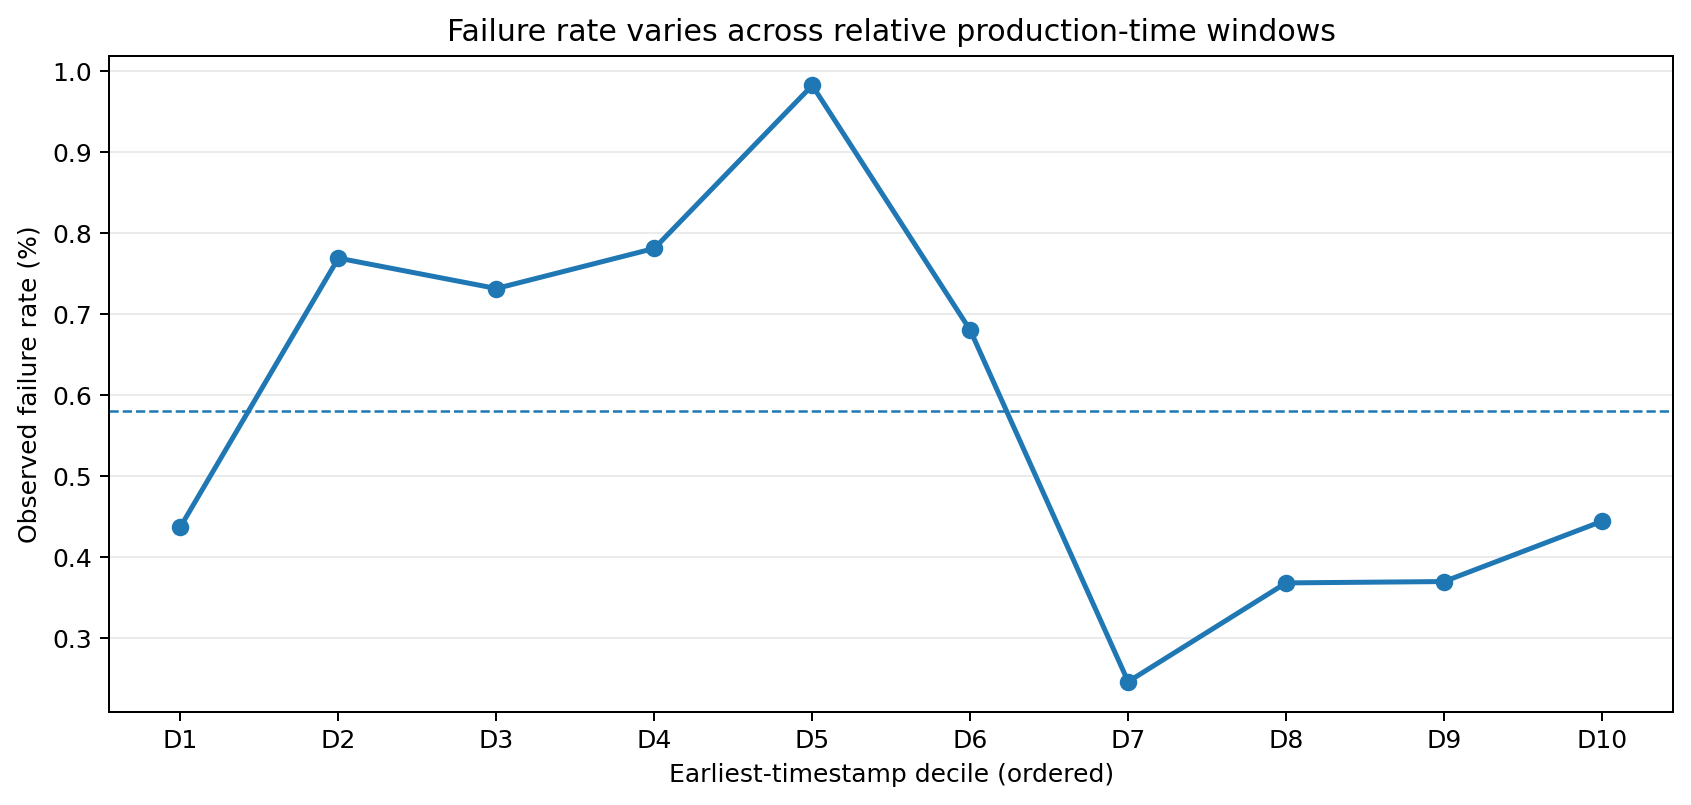 Failure rate varies across relative production-time windows
Observed failure rate (%)
1.0
0.9
0.8
0.7
0.6
0.5
0.4
0.3
D1 D2 D3 D4 D5 D6 D7 D8 D9 D10
Earliest-timestamp decile (ordered)